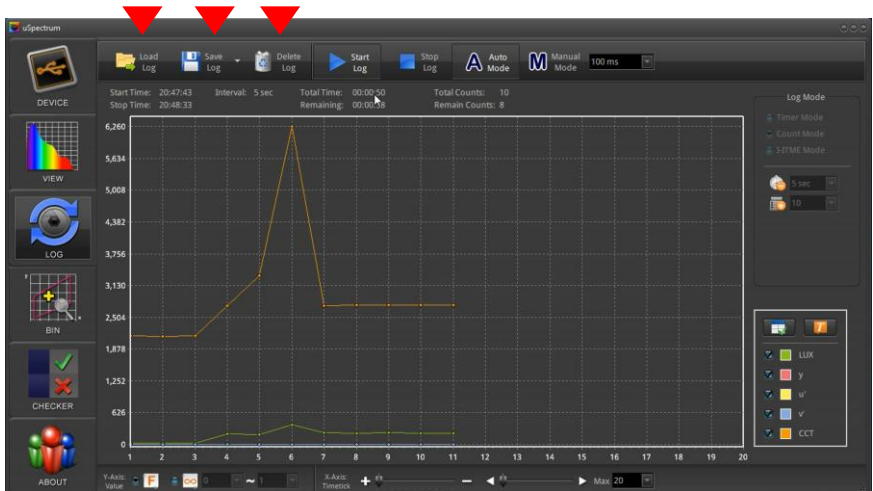 uSpectrum
Load Log
Save Log
Delete Log
Start Log
Stop Log
A Auto Mode
M Manual Mode
100 ms
Start Time: 20:47:43 Interval: 5 sec Total Time: 00:00:50 Total Counts: 10
Stop Time: 20:48:33 Remaining: 00:00:38 Remain Counts: 8
DEVICE
VIEW
LOG
BIN
CHECKER
ABOUT
6,260
5,634
5,008
4,382
3,756
3,130
2,504
1,878
1,252
626
0
1 2 3 4 5 6 7 8 9 10 11 12 13 14 15 16 17 18 19 20
Log Mode
Timer Mode
Count Mode
5 sec
10
T
LUX
y
u'
v'
CCT
Y-Axis: Value
F
∞
0 ~ 1
X-Axis: Timetick
Max 20